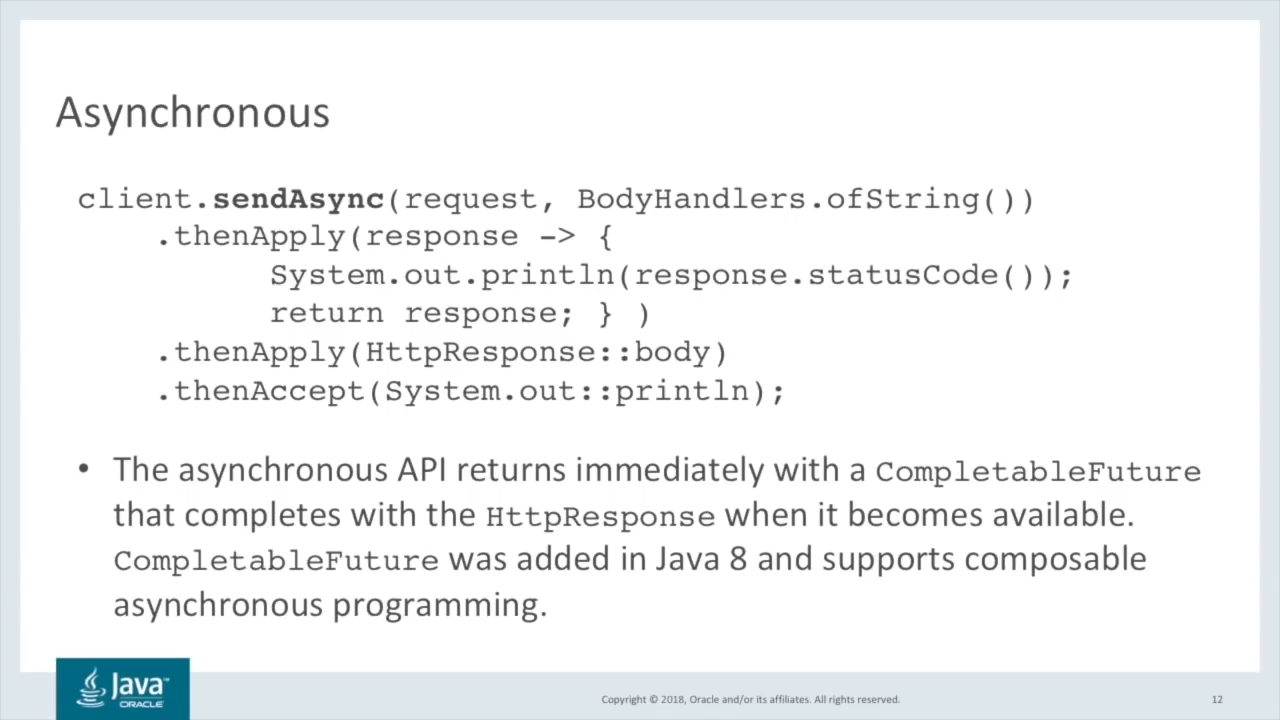 Asynchronous
client.sendAsync(request, BodyHandlers.ofString())
.thenApply(response -> {
System.out.println(response.statusCode());
return response; } )
.thenApply(HttpResponse::body)
.thenAccept(System.out::println);
• The asynchronous API returns immediately with a CompletableFuture
that completes with the HttpResponse when it becomes available.
CompletableFuture was added in Java 8 and supports composable
asynchronous programming.
Java™
ORACLE
Copyright © 2018, Oracle and/or its affiliates. All rights reserved.
12